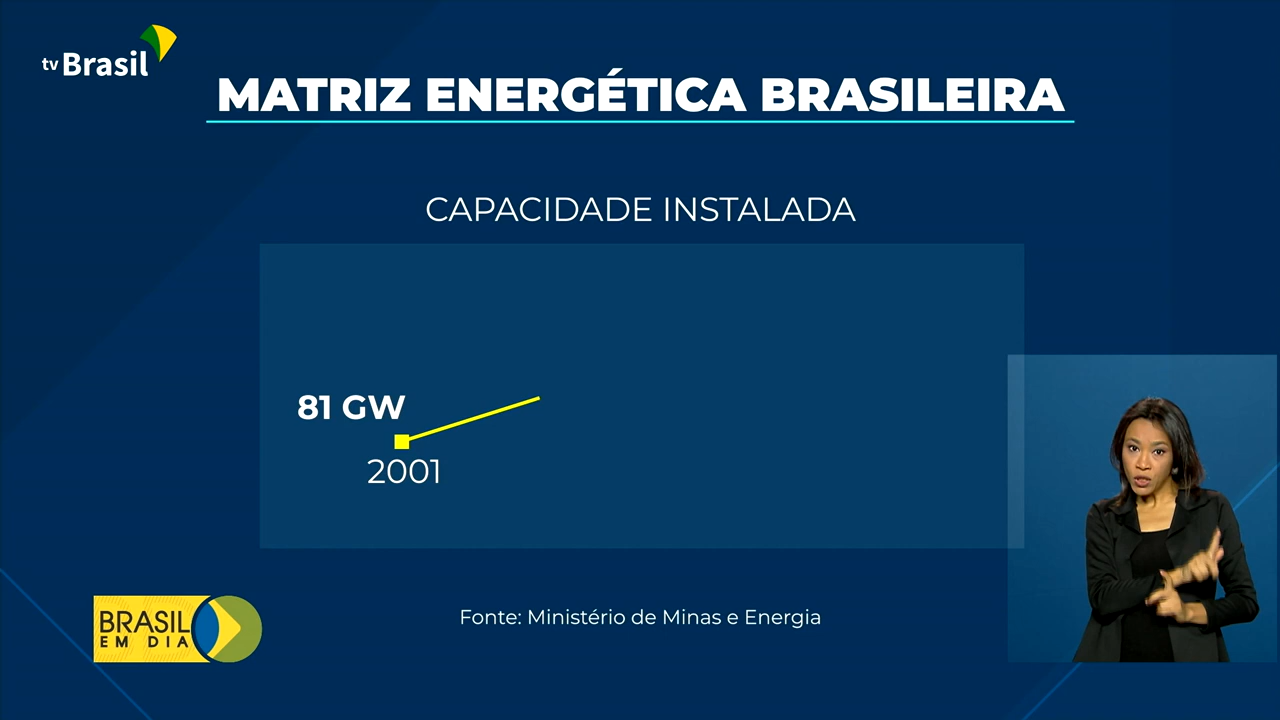 tv Brasil
MATRIZ ENERGÉTICA BRASILEIRA
CAPACIDADE INSTALADA
81 GW
2001
Fonte: Ministério de Minas e Energia
BRASIL
EM DIA